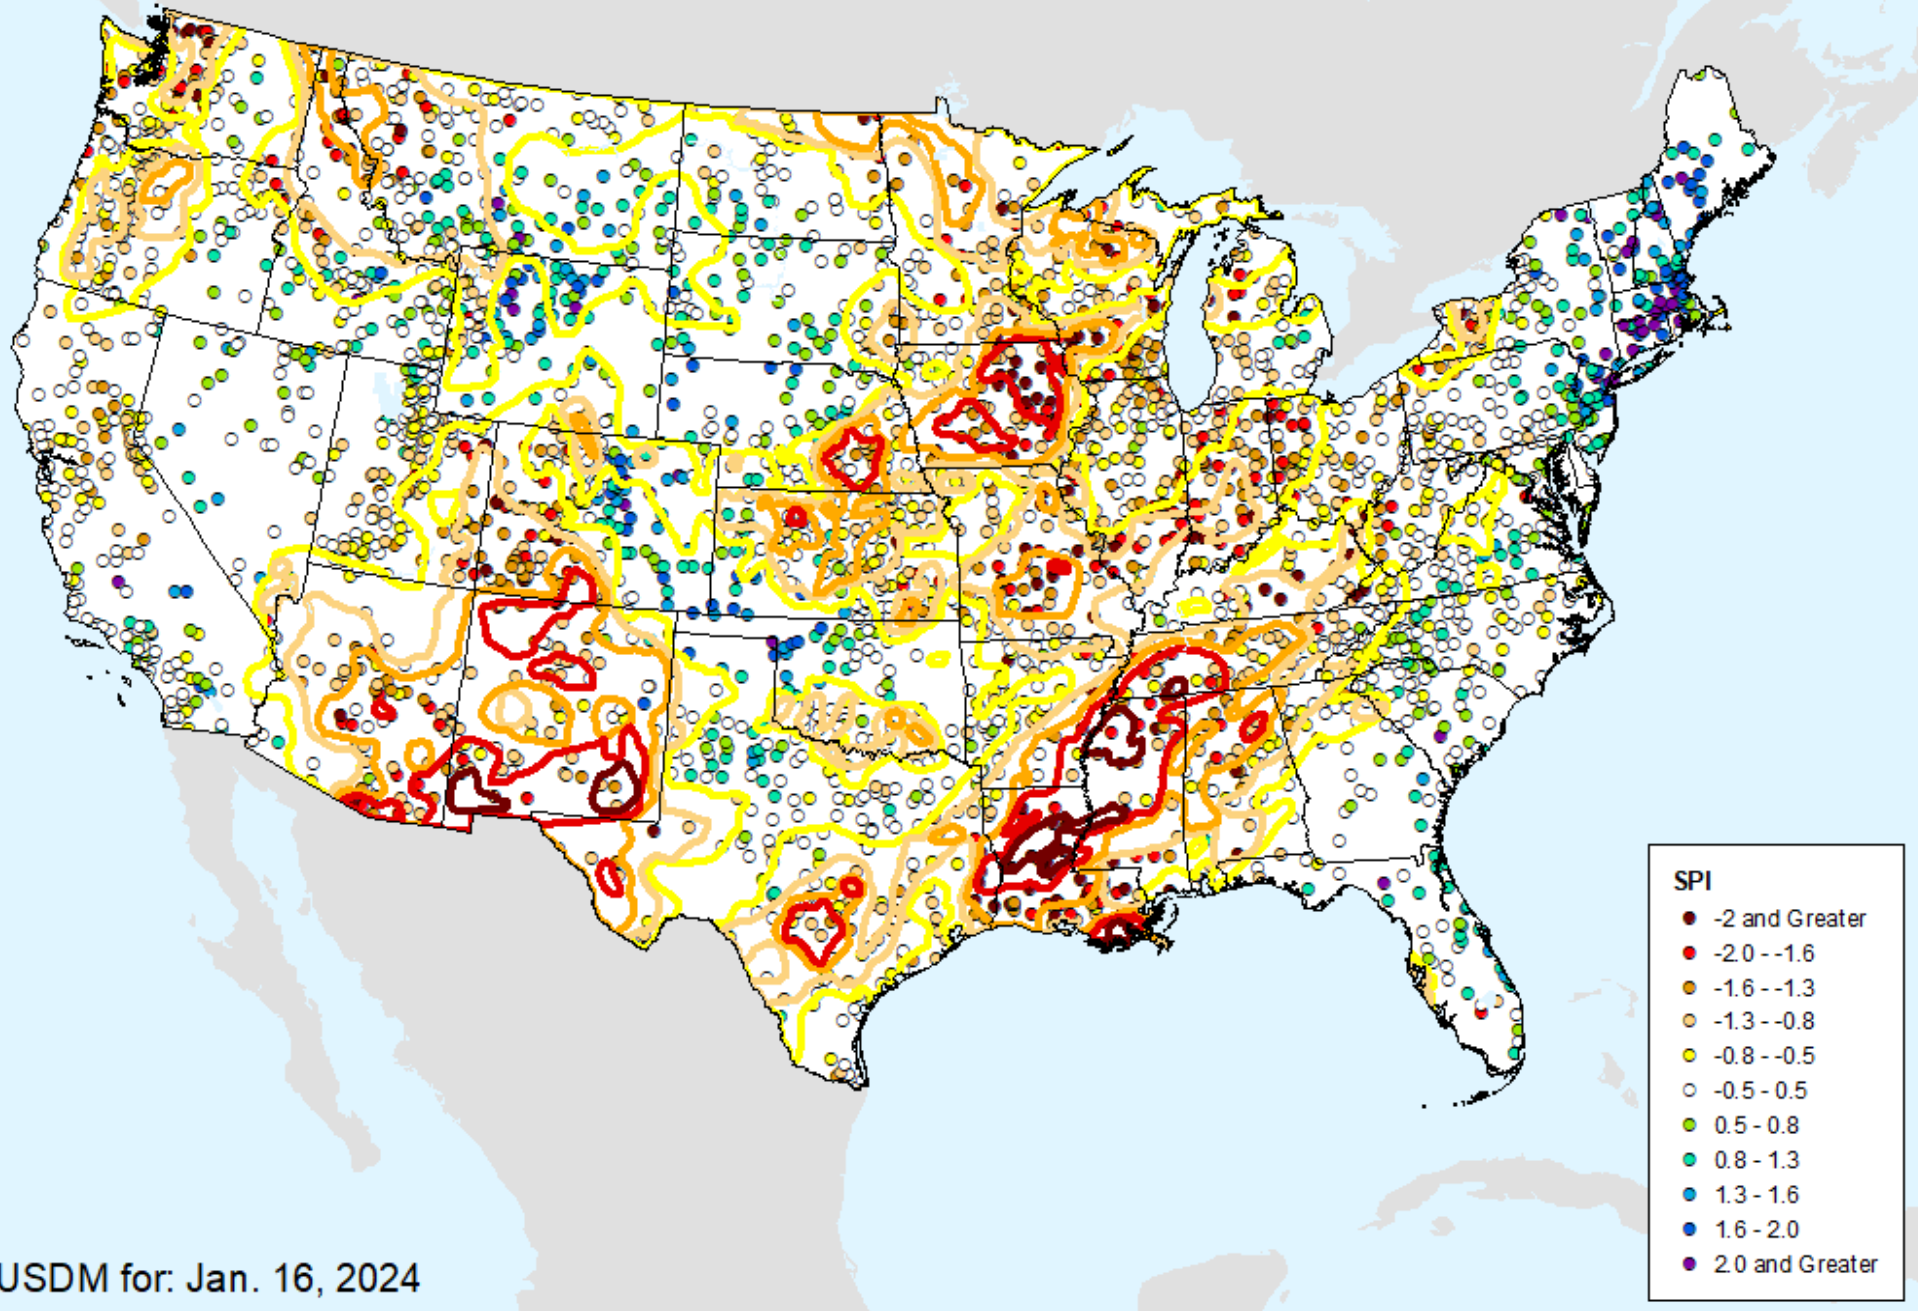 SPI
-2 and Greater
-2.0 - -1.6
-1.6 - -1.3
-1.3 - -0.8
-0.8 - -0.5
-0.5 - 0.5
0.5 - 0.8
0.8 - 1.3
1.3 - 1.6
1.6 - 2.0
2.0 and Greater
USDM for: Jan. 16, 2024